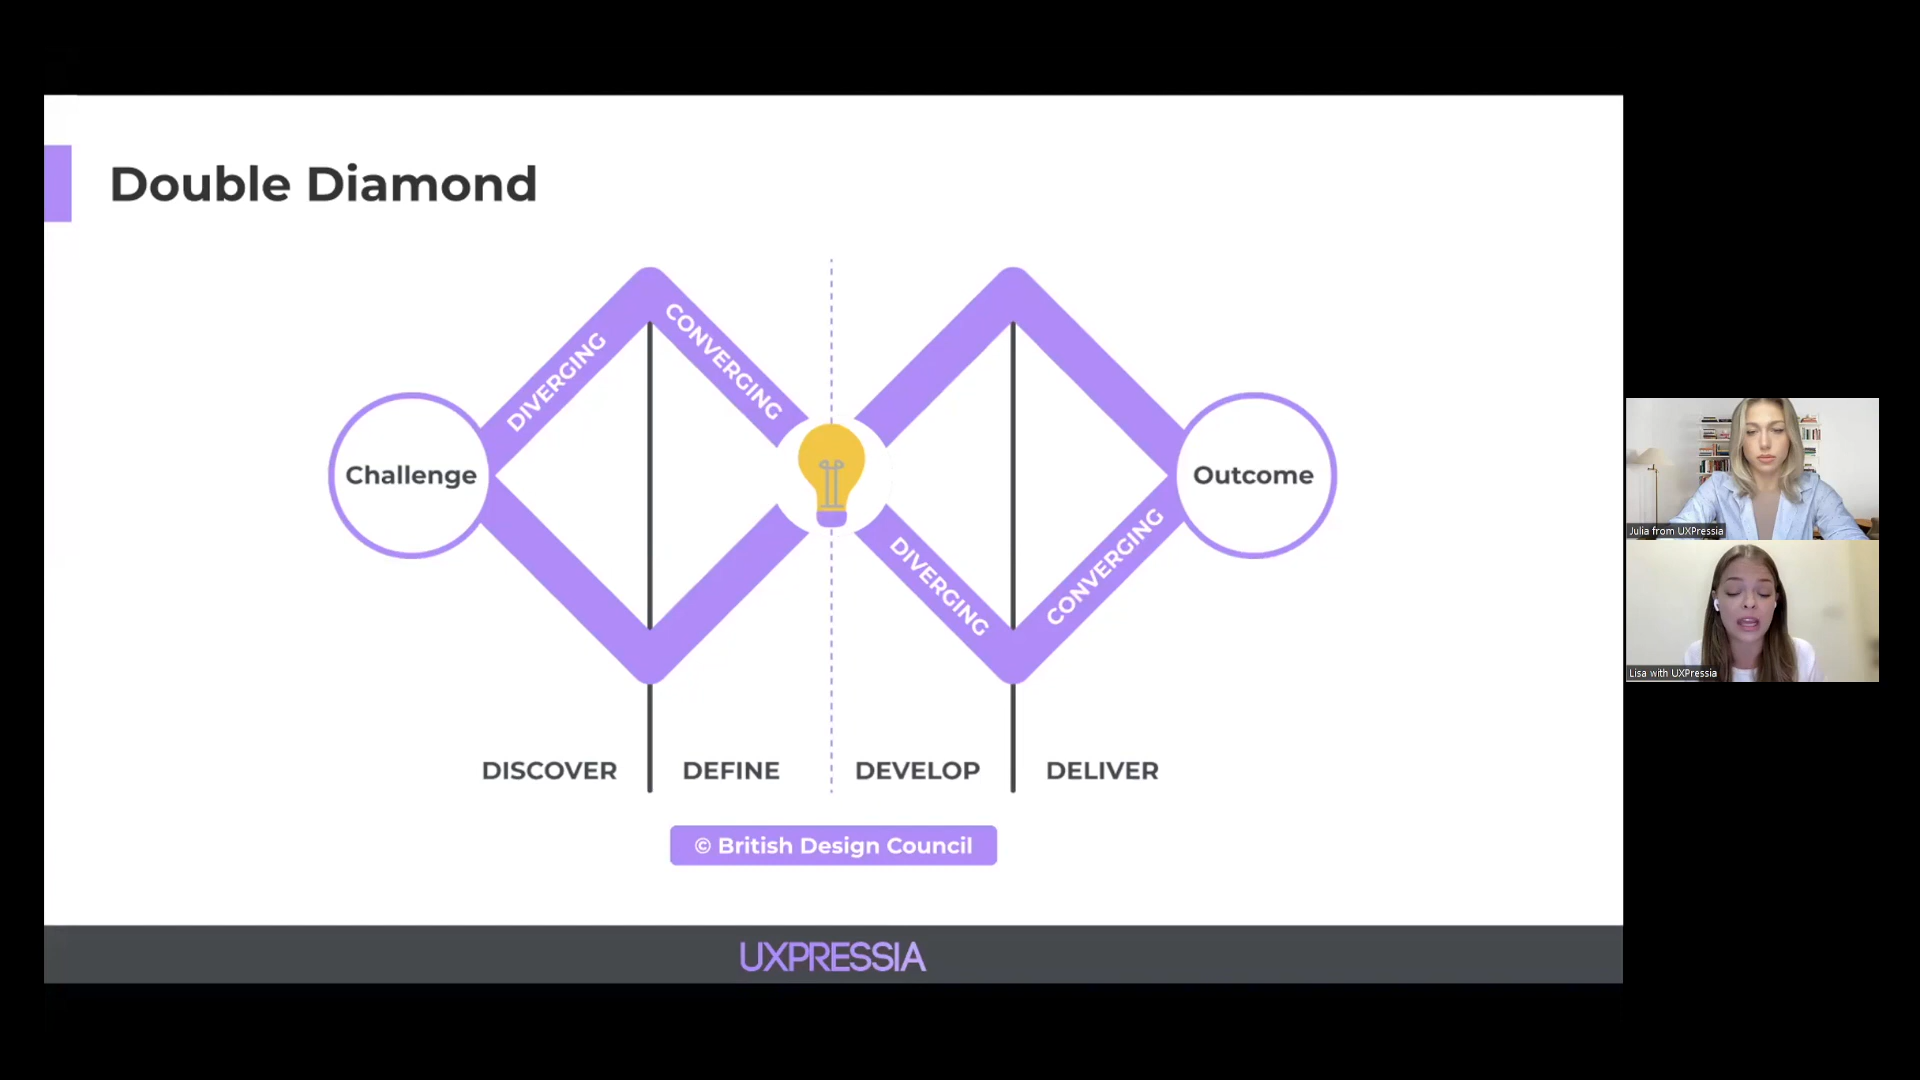 Double Diamond
DIVERGING
CONVERGING
Challenge
Outcome
DIVERGING
CONVERGING
DISCOVER
DEFINE
DEVELOP
DELIVER
© British Design Council
UXPRESSIA
Julia from UXPressia
Lisa with UXPressia